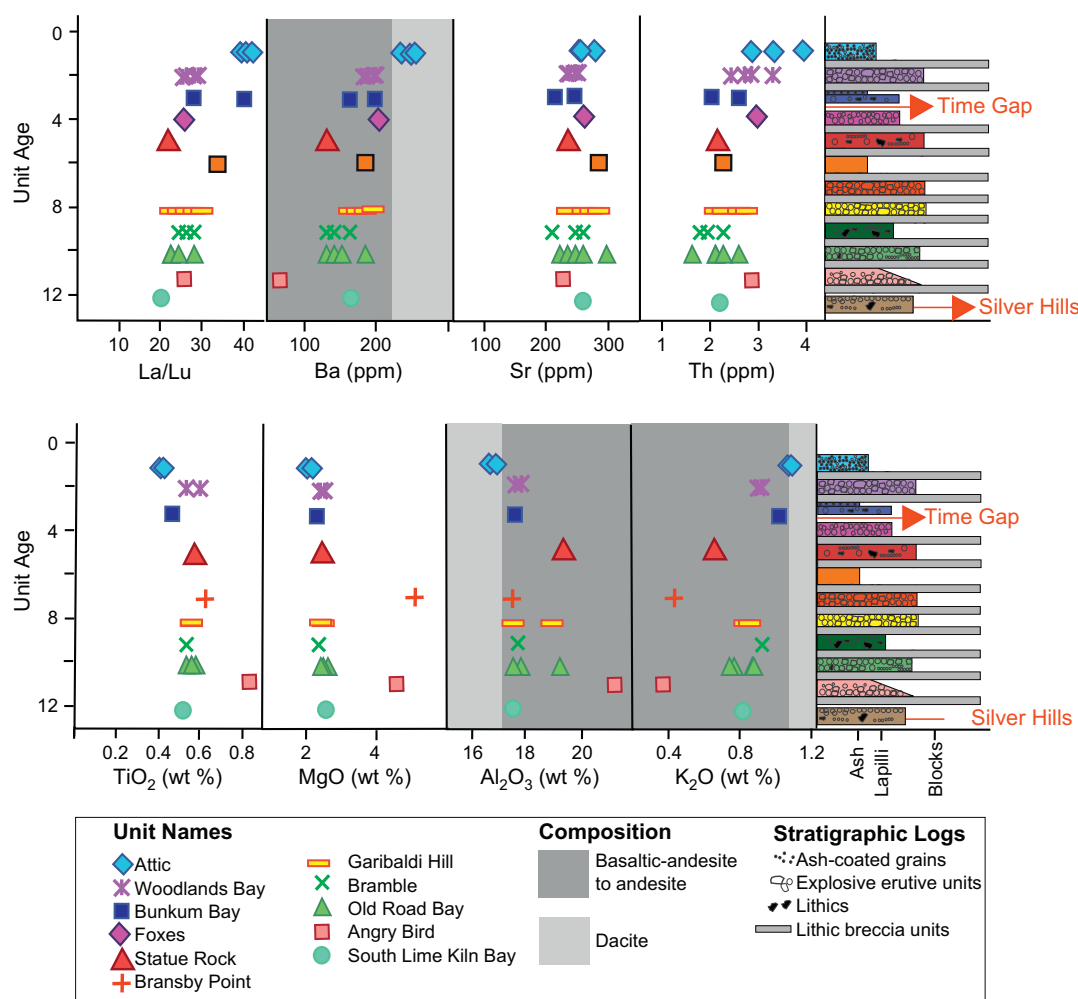 0
4
8
12
Unit Age
10 20 30 40
La/Lu
100 200
Ba (ppm)
100 200 300
Sr (ppm)
1 2 3 4
Th (ppm)
Time Gap
Silver Hills
0
4
8
12
Unit Age
0.2 0.4 0.6 0.8
TiO2 (wt %)
2 4
MgO (wt %)
16 18 20
Al2O3 (wt %)
0.4 0.8 1.2
K2O (wt %)
Time Gap
Silver Hills
Ash
Lapilli
Blocks
Unit Names
Attic
Woodlands Bay
Bunkum Bay
Foxes
Statue Rock
Bransby Point
Garibaldi Hill
Bramble
Old Road Bay
Angry Bird
South Lime Kiln Bay
Composition
Basaltic-andesite
to andesite
Dacite
Stratigraphic Logs
Ash-coated grains
Explosive erutive units
Lithics
Lithic breccia units